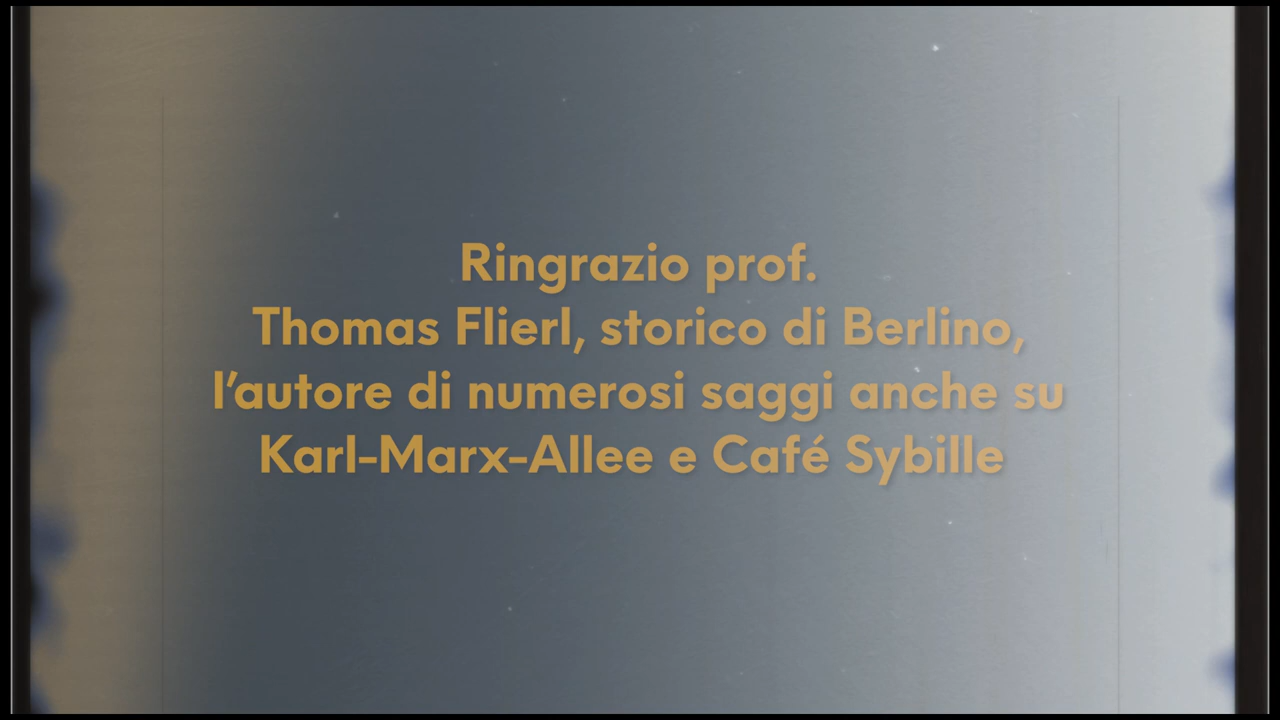 Ringrazio prof.
Thomas Flierl, storico di Berlino,
l’autore di numerosi saggi anche su
Karl-Marx-Allee e Café Sybille